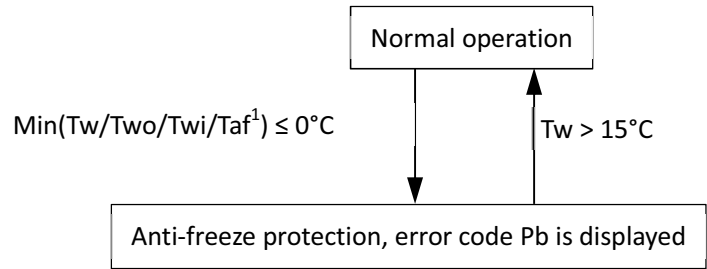 Normal operation
Min(Tw/Two/Twi/Taf¹) ≤ 0°C
Tw > 15°C
Anti-freeze protection, error code Pb is displayed